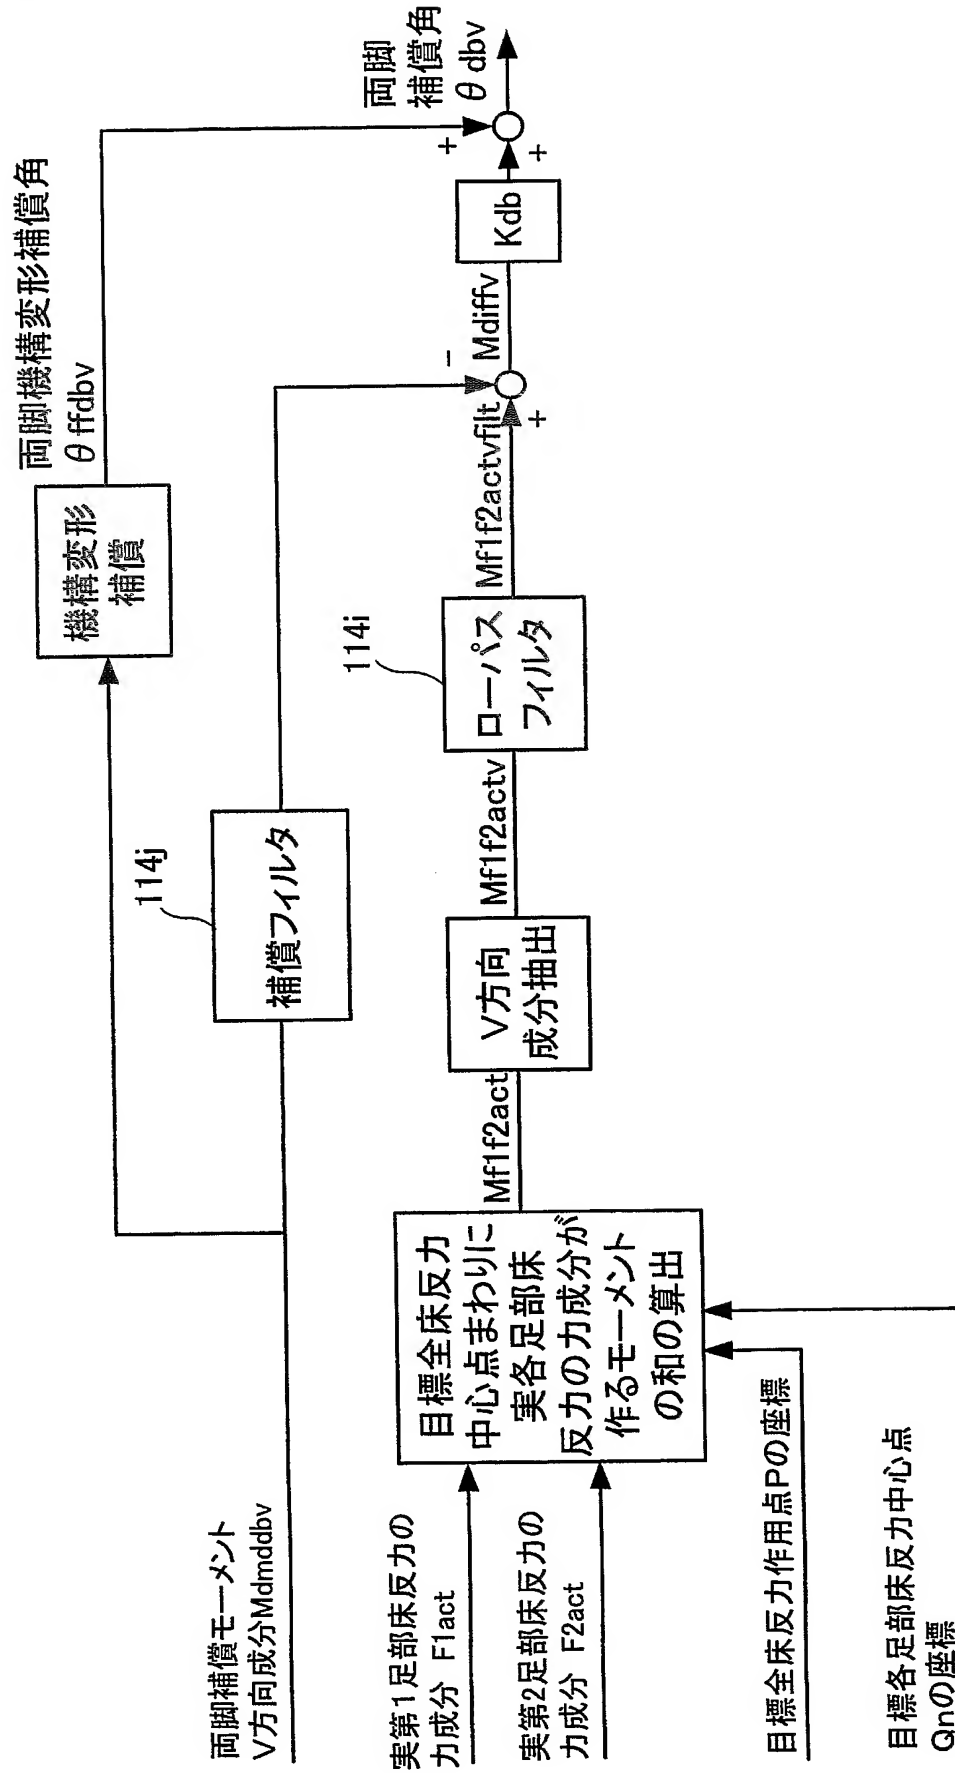 両脚補償モーメント
V方向成分Mdmddbv
実第1足部床反力の
力成分 F1act
実第2足部床反力の
力成分 F2act
目標全床反力作用点Pの座標
目標各足部床反力中心点
Qnの座標
目標全床反力
中心点まわりに
実各足部床
反力の力成分が
作るモーメント
の和の算出
Mf1f2act
V方向
成分抽出
Mf1f2actv
114j
補償フィルタ
114i
ローパス
フィルタ
Mf1f2actvfilt
機構変形
補償
両脚機構変形補償角
θ ffdbv
-
+
Mdiffv
Kdb
+
+
両脚
補償角
θ dbv